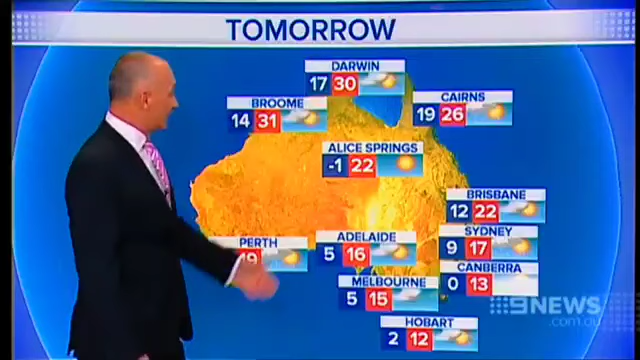 TOMORROW
DARWIN
17 30
BROOME
14 31
CAIRNS
19 26
ALICE SPRINGS
-1 22
BRISBANE
12 22
SYDNEY
9 17
PERTH
ADELAIDE
5 16
CANBERRA
0 13
MELBOURNE
5 15
9NEWS
.com.au
HOBART
2 12